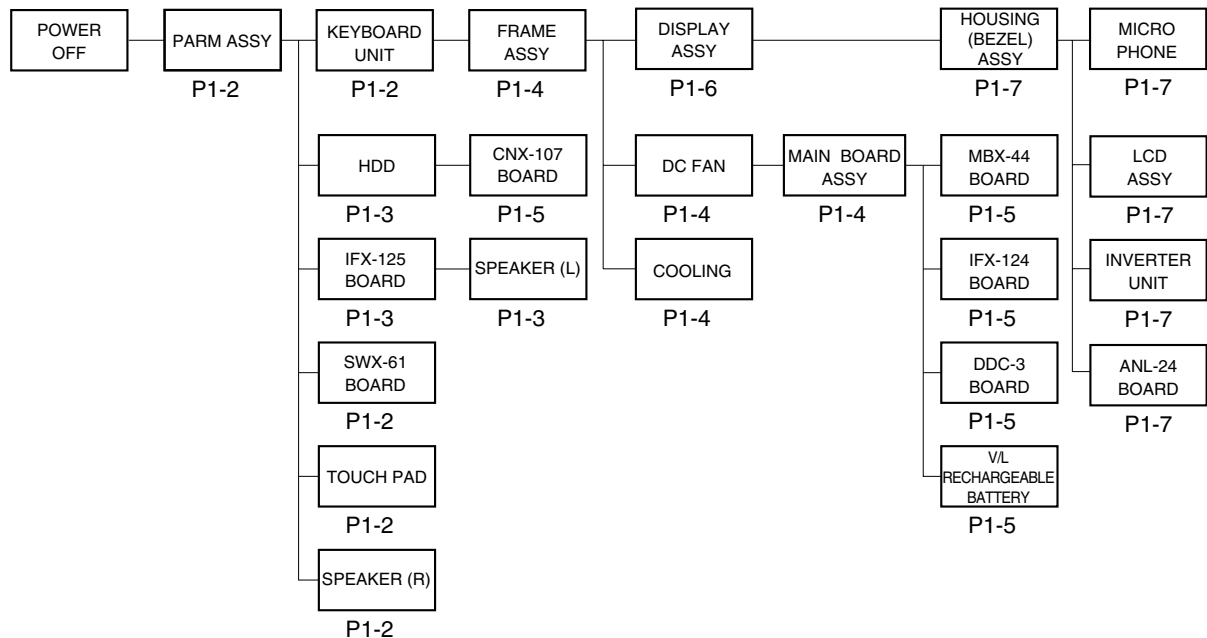 POWER
OFF
PARM ASSY
P1-2
KEYBOARD
UNIT
P1-2
FRAME
ASSY
P1-4
DISPLAY
ASSY
P1-6
HOUSING
(BEZEL)
ASSY
P1-7
MICRO
PHONE
P1-7
HDD
P1-3
CNX-107
BOARD
P1-5
DC FAN
P1-4
MAIN BOARD
ASSY
P1-4
MBX-44
BOARD
P1-5
LCD
ASSY
P1-7
IFX-125
BOARD
P1-3
SPEAKER (L)
P1-3
COOLING
P1-4
IFX-124
BOARD
P1-5
INVERTER
UNIT
P1-7
SWX-61
BOARD
P1-2
DDC-3
BOARD
P1-5
ANL-24
BOARD
P1-7
TOUCH PAD
P1-2
V/L
RECHARGEABLE
BATTERY
P1-5
SPEAKER (R)
P1-2